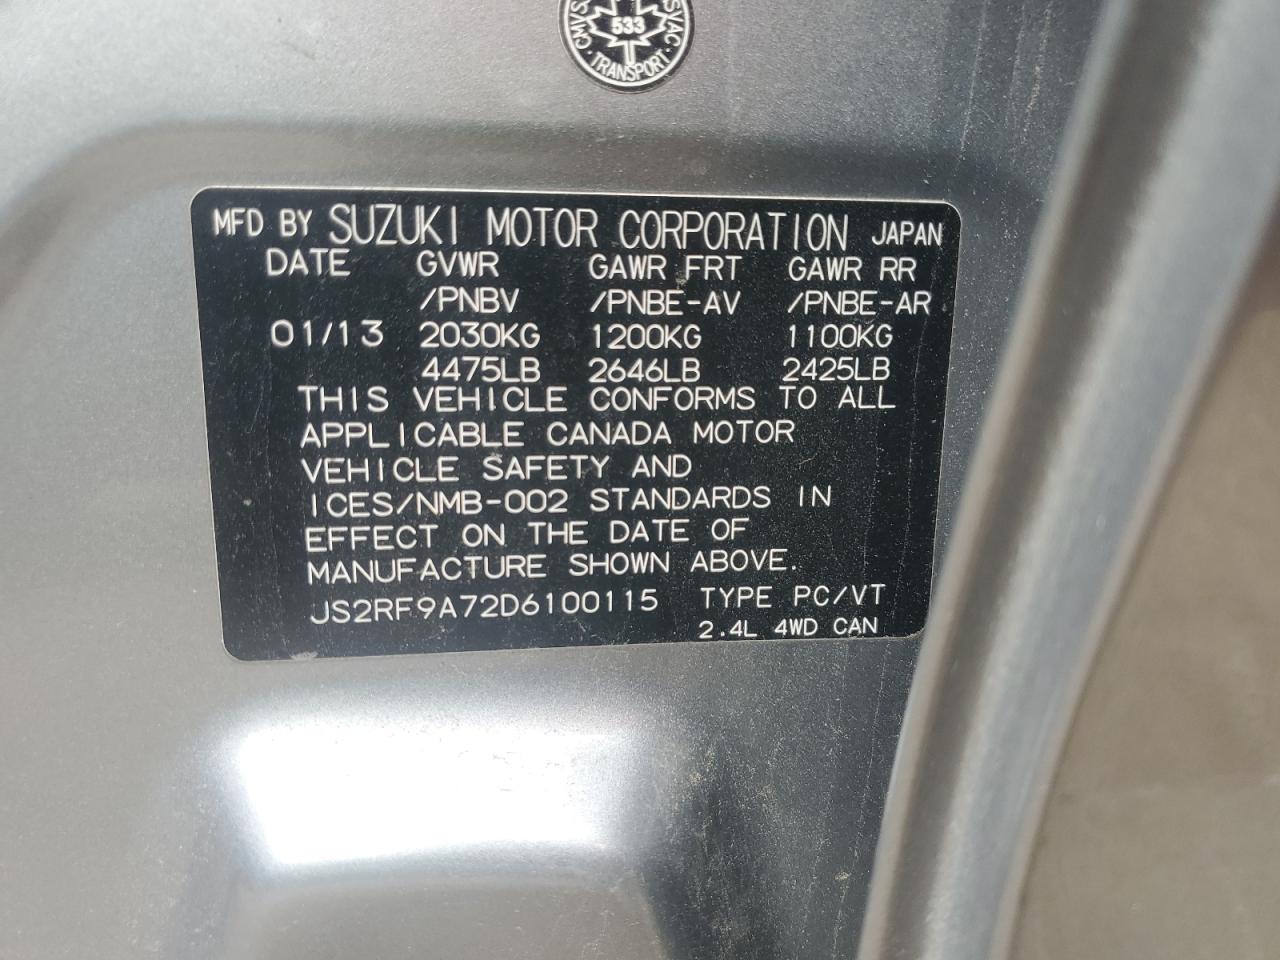 533
TRANSPORT
MFD BY SUZUKI MOTOR CORPORATION JAPAN
DATE GVWR GAWR FRT GAWR RR
/PNBV /PNBE-AV /PNBE-AR
01/13 2030KG 1200KG 1100KG
4475LB 2646LB 2425LB
THIS VEHICLE CONFORMS TO ALL
APPLICABLE CANADA MOTOR
VEHICLE SAFETY AND
ICES/NMB-002 STANDARDS IN
EFFECT ON THE DATE OF
MANUFACTURE SHOWN ABOVE.
JS2RF9A72D6100115 TYPE PC/VT
2.4L 4WD CAN